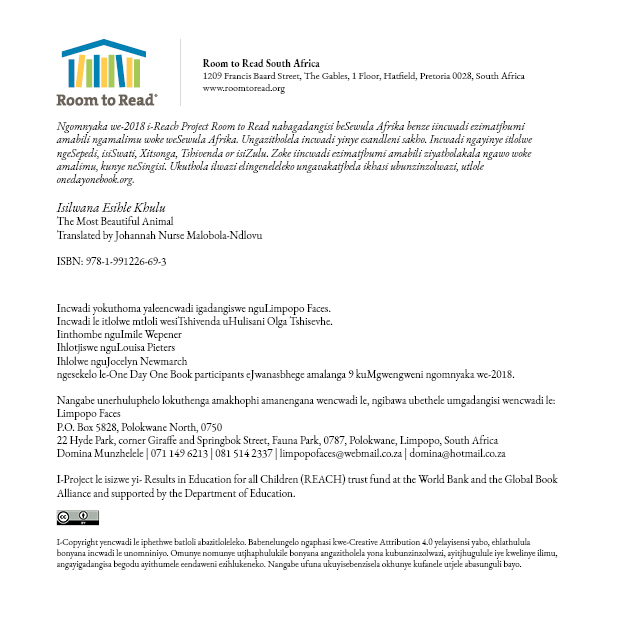 Room to Read®
Room to Read South Africa
1209 Francis Baard Street, The Gables, 1 Floor, Hatfield, Pretoria 0028, South Africa
www.roomtoread.org
Ngomnyaka we-2018 i-Reach Project Room to Read nabagadangisi beSewula Afrika benze iincwadi ezimatjhumi
amabili ngamalimu woke weSewula Afrika. Ungazitholela incwadi yinye esandleni sakho. Incwadi ngayinye itlolwe
ngeSepedi, isiSwati, Xitsonga, Tshivenda or isiZulu. Zoke iincwadi ezimatjhumi amabili ziyatholakala ngawo woke
amalimu, kunye neSingisi. Ukuthola ilwazi elingeneleleko ungavakatjhela ikhasi ubunzinzolwazi, utlole
onedayonebook.org.
Isilwana Esihle Khulu
The Most Beautiful Animal
Translated by Johannah Nurse Malobola-Ndlovu
ISBN: 978-1-991226-69-3
Incwadi yokuthoma yaleencwadi igadangiswe nguLimpopo Faces.
Incwadi le itlolwe mtloli wesiTshivenda uHulisani Olga Tshisevhe.
Iinthombe nguImile Wepener
Ihlotjiswe nguLouisa Pieters
Ihlolwe nguJocelyn Newmarch
ngesekelo le-One Day One Book participants eJwanasbhege amalanga 9 kuMgwengweni ngomnyaka we-2018.
Nangabe unerhuluphelo lokuthenga amakhophi amanengana wencwadi le, ngibawa ubethele umgadangisi wencwadi le:
Limpopo Faces
P.O. Box 5828, Polokwane North, 0750
22 Hyde Park, corner Giraffe and Springbok Street, Fauna Park, 0787, Polokwane, Limpopo, South Africa
Domina Munzhelele | 071 149 6213 | 081 514 2337 | limpopofaces@webmail.co.za | domina@hotmail.co.za
I-Project le isizwe yi- Results in Education for all Children (REACH) trust fund at the World Bank and the Global Book
Alliance and supported by the Department of Education.
cc BY
I-Copyright yencwadi le iphethwe batloli abazitloleleko. Babenelungelo ngaphasi kwe-Creative Attribution 4.0 yelayisensi yabo, ehlathulula
bonyana incwadi le unomniniyo. Omunye nomunye utjhaphulukile bonyana angazitholela yona kubunzinzolwazi, ayitjhugulule iye kwelinye ilimu,
angayigadangisa begodu ayithumele eendaweni ezihlukeneko. Nangabe ufuna ukuyisebenzisela okhunye kufanele utjele abasunguli bayo.